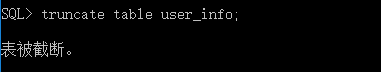 SQL> truncate table user_info;
表被截断。